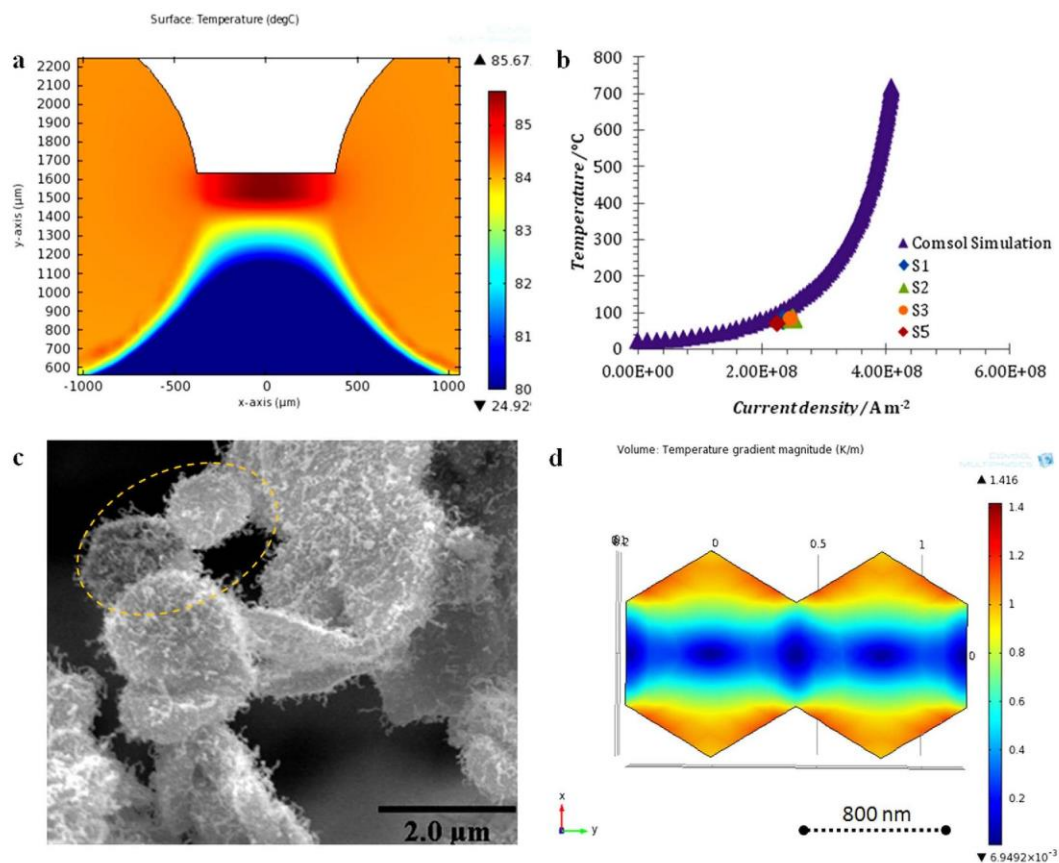 Surface: Temperature (degC)
a
▲ 85.67
2200
2100
2000
1900
1800
1700
1600
1500
1400
1300
1200
1100
1000
900
800
700
600
y-axis (µm)
-1000 -500 0 500 1000
x-axis (µm)
85
84
83
82
81
80
▼ 24.92
b
800
700
600
500
400
300
200
100
0
Temperature /°C
0.00E+00 2.00E+08 4.00E+08 6.00E+08
Current density / A m-2
Comsol Simulation
S1
S2
S3
S5
c
2.0 µm
d
Volume: Temperature gradient magnitude (K/m)
COMSOL
MULTIPHYSICS
▲ 1.416
0 0.5 1
0
1.4
1.2
1
0.8
0.6
0.4
0.2
x
y
800 nm
▼ 6.9492×10-3